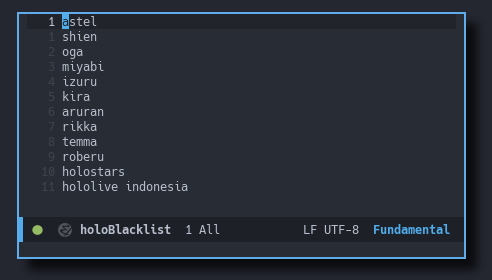 1 astel
1 shien
2 oga
3 miyabi
4 izuru
5 kira
6 aruran
7 rikka
8 temma
9 roberu
10 holostars
11 hololive indonesia
holoBlacklist 1 All LF UTF-8 Fundamental